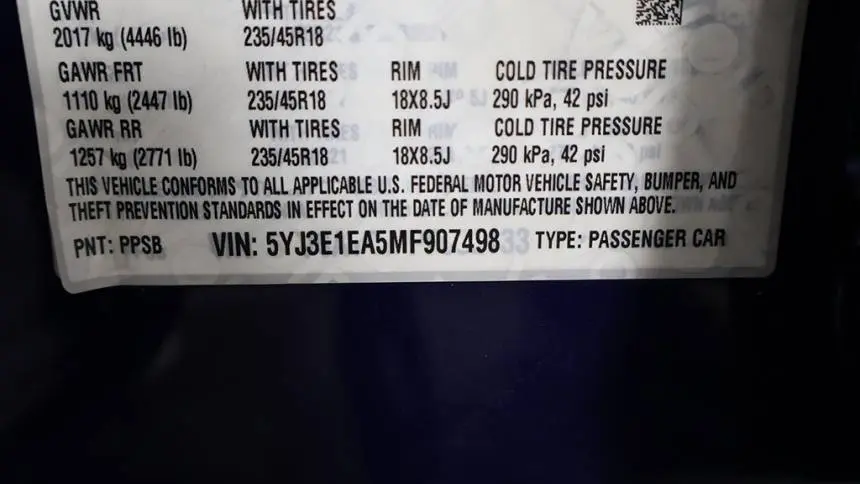 GVWR WITH TIRES
2017 kg (4446 lb) 235/45R18
GAWR FRT WITH TIRES RIM COLD TIRE PRESSURE
1110 kg (2447 lb) 235/45R18 18X8.5J 290 kPa, 42 psi
GAWR RR WITH TIRES RIM COLD TIRE PRESSURE
1257 kg (2771 lb) 235/45R18 18X8.5J 290 kPa, 42 psi
THIS VEHICLE CONFORMS TO ALL APPLICABLE U.S. FEDERAL MOTOR VEHICLE SAFETY, BUMPER, AND
THEFT PREVENTION STANDARDS IN EFFECT ON THE DATE OF MANUFACTURE SHOWN ABOVE.
PNT: PPSB VIN: 5YJ3E1EA5MF907498 TYPE: PASSENGER CAR